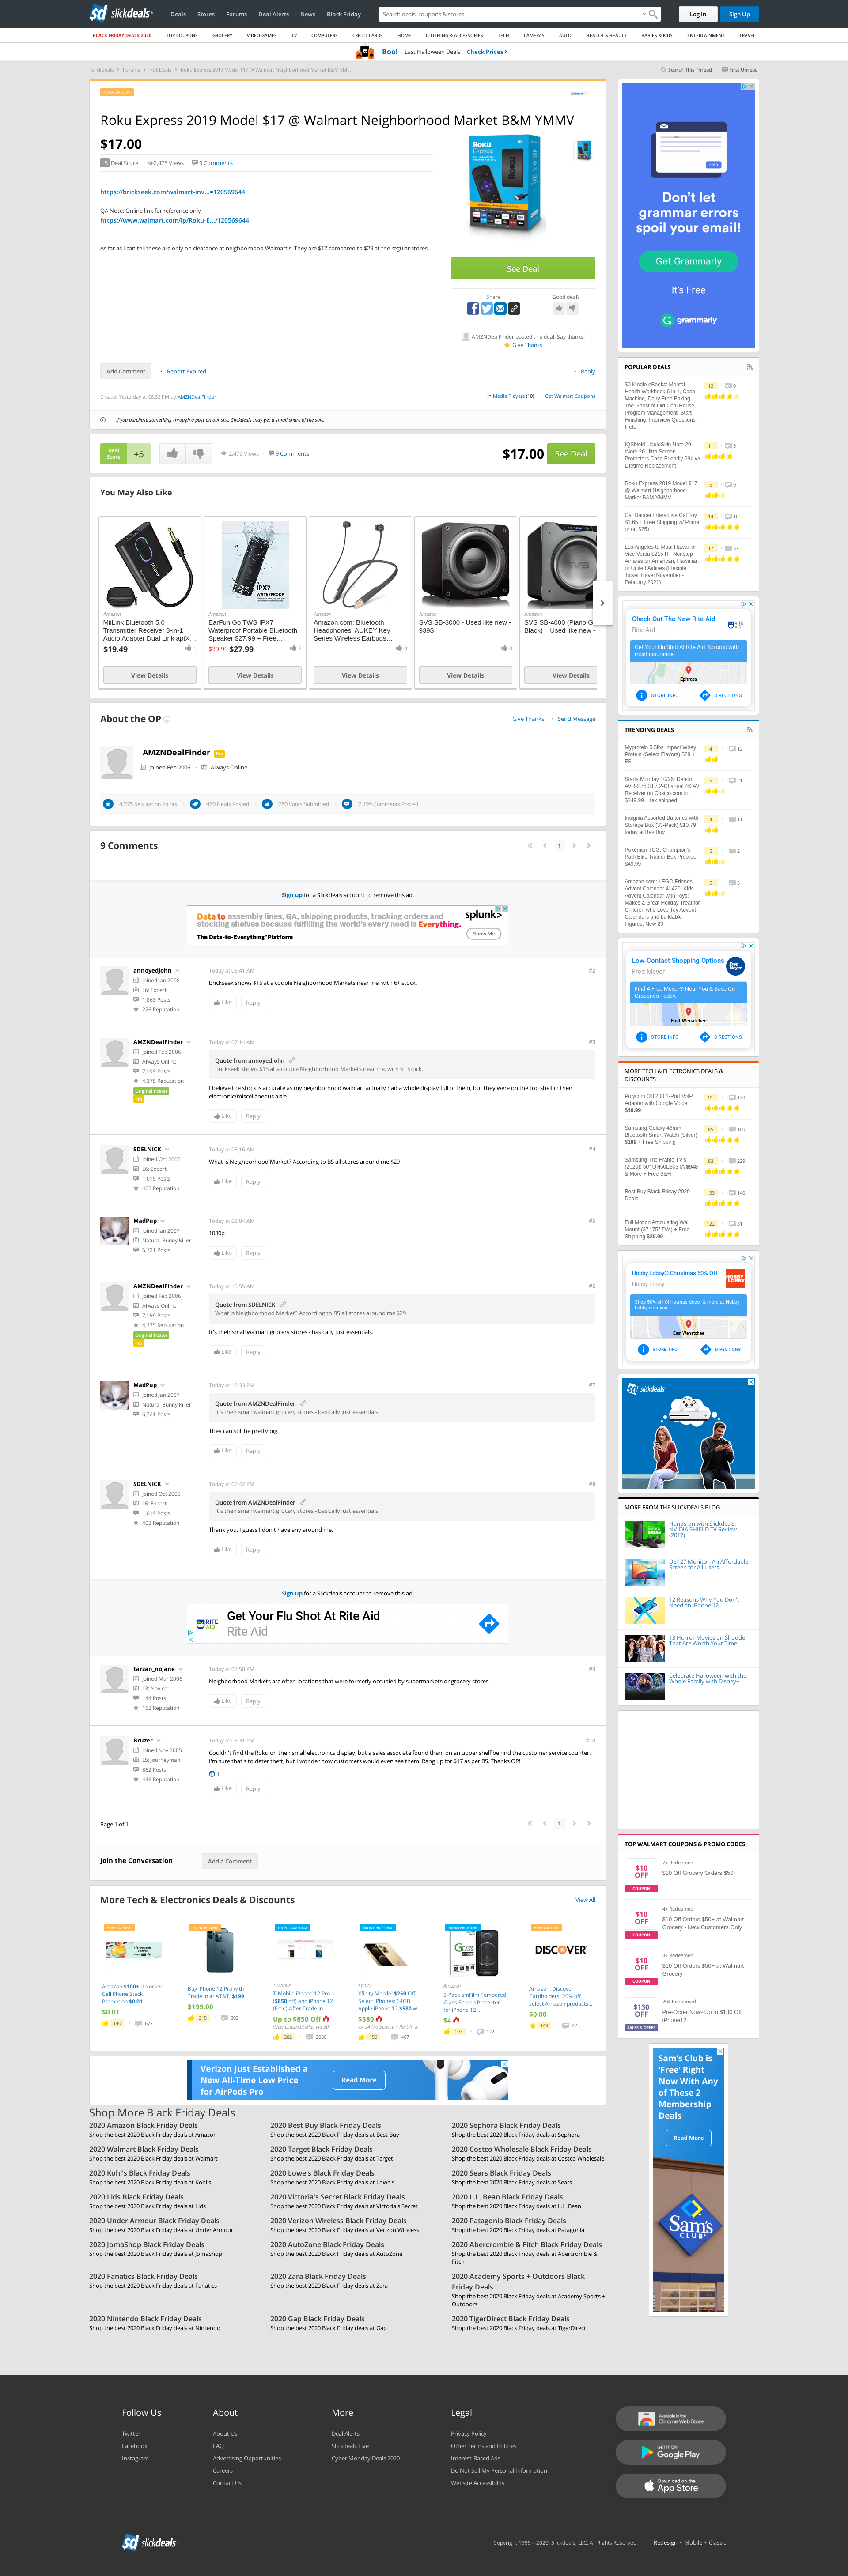 slickdeals
Deals
Stores
Forums
Deal Alerts
News
Black Friday
Search deals, coupons & stores
Log In
Sign Up
BLACK FRIDAY DEALS 2020
TOP COUPONS
GROCERY
VIDEO GAMES
TV
COMPUTERS
CREDIT CARDS
HOME
CLOTHING & ACCESSORIES
TECH
CAMERAS
AUTO
HEALTH & BEAUTY
BABIES & KIDS
ENTERTAINMENT
TRAVEL
Boo! Last Halloween Deals Check Prices ›
Slickdeals › Forums › Hot Deals › Roku Express 2019 Model $17 @ Walmart Neighborhood Market B&M YM...
Search This Thread
First Unread
POPULAR DEAL
Walmart
Roku Express 2019 Model $17 @ Walmart Neighborhood Market B&M YMMV
$17.00
+5 Deal Score
2,475 Views
9 Comments
https://brickseek.com/walmart-inv...=120569644
QA Note: Online link for reference only
https://www.walmart.com/ip/Roku-E.../120569644
As far as I can tell these are only on clearance at neighborhood Walmart's. They are $17 compared to $29 at the regular stores.
See Deal
Share
Good deal?
AMZNDealFinder posted this deal. Say thanks!
Give Thanks
Add Comment
Report Expired
Reply
Created Yesterday at 08:32 PM by AMZNDealFinder
in Media Players (10)
Get Walmart Coupons
If you purchase something through a post on our site, Slickdeals may get a small share of the sale.
Deal Score
+5
2,475 Views
9 Comments
$17.00
See Deal
You May Also Like
Amazon
MiiLink Bluetooth 5.0 Transmitter Receiver 3-in-1 Audio Adapter Dual Link aptX...
$19.49
1
View Details
IPX7 WATERPROOF
Amazon
EarFun Go TWS IPX7 Waterproof Portable Bluetooth Speaker $27.99 + Free...
$39.99 $27.99
2
View Details
Amazon
Amazon.com: Bluetooth Headphones, AUKEY Key Series Wireless Earbuds...
0
View Details
Amazon
SVS SB-3000 - Used like new - 939$
0
View Details
Amazon
SVS SB-4000 (Piano G
Black) – Used like new -
View Details
About the OP
Give Thanks
Send Message
AMZNDealFinder Pro
Joined Feb 2006
Always Online
4,375 Reputation Points
460 Deals Posted
780 Votes Submitted
7,199 Comments Posted
9 Comments
1
Sign up for a Slickdeals account to remove this ad.
Data to assembly lines, QA, shipping products, tracking orders and stocking shelves because fulfilling the world's every need is Everything.
The Data-to-Everything™ Platform
splunk>
Show Me
annoyedjohn
Joined Jan 2008
L6: Expert
1,863 Posts
226 Reputation
Today at 05:41 AM
#2
brickseek shows $15 at a couple Neighborhood Markets near me, with 6+ stock.
Like
Reply
AMZNDealFinder
Joined Feb 2006
Always Online
7,199 Posts
4,375 Reputation
Original Poster
Pro
Today at 07:14 AM
#3
Quote from annoyedjohn
brickseek shows $15 at a couple Neighborhood Markets near me, with 6+ stock.
I believe the stock is accurate as my neighborhood walmart actually had a whole display full of them, but they were on the top shelf in their electronic/miscellaneous aisle.
Like
Reply
SDELNICK
Joined Oct 2005
L6: Expert
1,019 Posts
403 Reputation
Today at 08:16 AM
#4
What is Neighborhood Market? According to BS all stores around me $29
Like
Reply
MadPup
Joined Jan 2007
Natural Bunny Killer
6,721 Posts
Today at 09:04 AM
#5
1080p
Like
Reply
AMZNDealFinder
Joined Feb 2006
Always Online
7,199 Posts
4,375 Reputation
Original Poster
Pro
Today at 10:55 AM
#6
Quote from SDELNICK
What is Neighborhood Market? According to BS all stores around me $29
It's their small walmart grocery stores - basically just essentials.
Like
Reply
MadPup
Joined Jan 2007
Natural Bunny Killer
6,721 Posts
Today at 12:33 PM
#7
Quote from AMZNDealFinder
It's their small walmart grocery stores - basically just essentials.
They can still be pretty big.
Like
Reply
SDELNICK
Joined Oct 2005
L6: Expert
1,019 Posts
403 Reputation
Today at 02:42 PM
#8
Quote from AMZNDealFinder
It's their small walmart grocery stores - basically just essentials.
Thank you. I guess I don't have any around me.
Like
Reply
Sign up for a Slickdeals account to remove this ad.
Get Your Flu Shot At Rite Aid
Rite Aid
tarzan_nojane
Joined Mar 2006
L3: Novice
144 Posts
162 Reputation
Today at 02:50 PM
#9
Neighborhood Markets are often locations that were formerly occupied by supermarkets or grocery stores.
Like
Reply
Bruzer
Joined Nov 2005
L5: Journeyman
862 Posts
446 Reputation
Today at 03:31 PM
#10
Couldn't find the Roku on their small electronics display, but a sales associate found them on an upper shelf behind the customer service counter. I'm sure that's to deter theft, but I wonder how customers would even see them. Rang up for $17 as per BS. Thanks OP!
1
Like
Reply
Page 1 of 1
1
Join the Conversation
Add a Comment
More Tech & Electronics Deals & Discounts
View All
POPULAR DEAL
Amazon $100+ Unlocked Cell Phone Stack Promotion $0.01
$0.01
140
677
POPULAR DEAL
Buy iPhone 12 Pro with Trade in at AT&T, $199
$199.00
215
802
FRONTPAGE DEAL
T-Mobile
T-Mobile iPhone 12 Pro ($850 off) and iPhone 12 (Free) After Trade In
Up to $850 Off
282
2030
FRONTPAGE DEAL
Xfinity
Xfinity Mobile: $250 Off Select iPhones: 64GB Apple iPhone 12 $580 w...
$580
150
467
FRONTPAGE DEAL
Amazon
3-Pack amFilm Tempered Glass Screen Protector for iPhone 12...
$4
193
122
POPULAR DEAL
DISCOVER
Amazon: Discover Cardholders: 20% off select Amazon products...
$0.00
149
42
Verizon Just Established a New All-Time Low Price for AirPods Pro
Read More
Shop More Black Friday Deals
2020 Amazon Black Friday Deals
Shop the best 2020 Black Friday deals at Amazon
2020 Best Buy Black Friday Deals
Shop the best 2020 Black Friday deals at Best Buy
2020 Sephora Black Friday Deals
Shop the best 2020 Black Friday deals at Sephora
2020 Walmart Black Friday Deals
Shop the best 2020 Black Friday deals at Walmart
2020 Target Black Friday Deals
Shop the best 2020 Black Friday deals at Target
2020 Costco Wholesale Black Friday Deals
Shop the best 2020 Black Friday deals at Costco Wholesale
2020 Kohl's Black Friday Deals
Shop the best 2020 Black Friday deals at Kohl's
2020 Lowe's Black Friday Deals
Shop the best 2020 Black Friday deals at Lowe's
2020 Sears Black Friday Deals
Shop the best 2020 Black Friday deals at Sears
2020 Lids Black Friday Deals
Shop the best 2020 Black Friday deals at Lids
2020 Victoria's Secret Black Friday Deals
Shop the best 2020 Black Friday deals at Victoria's Secret
2020 L.L. Bean Black Friday Deals
Shop the best 2020 Black Friday deals at L.L. Bean
2020 Under Armour Black Friday Deals
Shop the best 2020 Black Friday deals at Under Armour
2020 Verizon Wireless Black Friday Deals
Shop the best 2020 Black Friday deals at Verizon Wireless
2020 Patagonia Black Friday Deals
Shop the best 2020 Black Friday deals at Patagonia
2020 JomaShop Black Friday Deals
Shop the best 2020 Black Friday deals at JomaShop
2020 AutoZone Black Friday Deals
Shop the best 2020 Black Friday deals at AutoZone
2020 Abercrombie & Fitch Black Friday Deals
Shop the best 2020 Black Friday deals at Abercrombie & Fitch
2020 Fanatics Black Friday Deals
Shop the best 2020 Black Friday deals at Fanatics
2020 Zara Black Friday Deals
Shop the best 2020 Black Friday deals at Zara
2020 Academy Sports + Outdoors Black Friday Deals
Shop the best 2020 Black Friday deals at Academy Sports + Outdoors
2020 Nintendo Black Friday Deals
Shop the best 2020 Black Friday deals at Nintendo
2020 Gap Black Friday Deals
Shop the best 2020 Black Friday deals at Gap
2020 TigerDirect Black Friday Deals
Shop the best 2020 Black Friday deals at TigerDirect
Don't let grammar errors spoil your email!
Get Grammarly
It's Free
grammarly
POPULAR DEALS
$0 Kindle eBooks: Mental Health Workbook 6 in 1, Cash Machine, Dairy Free Baking, The Ghost of Old Coal House, Program Management, Start Finishing, Interview Questions - II etc
12
0
IQShield LiquidSkin Note 20 /Note 20 Ultra Screen Protectors Case Friendly 99¢ w/ Lifetime Replacement
11
5
Roku Express 2019 Model $17 @ Walmart Neighborhood Market B&M YMMV
5
9
Cat Dancer Interactive Cat Toy $1.65 + Free Shipping w/ Prime or on $25+
14
10
Los Angeles to Maui Hawaii or Vice Versa $215 RT Nonstop Airfares on American, Hawaiian or United Airlines (Flexible Ticket Travel November - February 2021)
17
37
Check Out The New Rite Aid
Rite Aid
Get Your Flu Shot At Rite Aid. No cost with most insurance.
Ephrata
STORE INFO
DIRECTIONS
TRENDING DEALS
Myprotein 5.5lbs Impact Whey Protein (Select Flavors) $26 + FS
4
12
Starts Monday 10/26: Denon AVR-S750H 7.2-Channel 4K AV Receiver on Costco.com for $349.99 + tax shipped
5
21
Insignia Assorted Batteries with Storage Box (33-Pack) $10.79 today at BestBuy
4
11
Pokémon TCG: Champion's Path Elite Trainer Box Preorder $49.99
5
2
Amazon.com: LEGO Friends Advent Calendar 41420, Kids Advent Calendar with Toys; Makes a Great Holiday Treat for Children who Love Toy Advent Calendars and buildable Figures, New 20
5
5
Low-Contact Shopping Options
Fred Meyer
Find A Fred Meyer® Near You & Save On Groceries Today.
East Wenatchee
STORE INFO
DIRECTIONS
MORE TECH & ELECTRONICS DEALS & DISCOUNTS
Polycom OBi200 1-Port VoIP Adapter with Google Voice $49.99
91
130
Samsung Galaxy 46mm Bluetooth Smart Watch (Silver) $189 + Free Shipping
85
100
Samsung The Frame TV's (2020): 50" QN50LS03TA $948 & More + Free S&H
83
229
Best Buy Black Friday 2020 Deals
133
140
Full Motion Articulating Wall Mount (37"-75" TVs) + Free Shipping $29.99
122
31
Hobby Lobby® Christmas 50% Off
Hobby Lobby
Shop 50% off Christmas decor & more at Hobby Lobby near you!
East Wenatchee
STORE INFO
DIRECTIONS
slickdeals
MORE FROM THE SLICKDEALS BLOG
Hands-on with Slickdeals: NVIDIA SHIELD TV Review (2017)
Dell 27 Monitor: An Affordable Screen for All Users
12 Reasons Why You Don't Need an iPhone 12
13 Horror Movies on Shudder That Are Worth Your Time
Celebrate Halloween with the Whole Family with Disney+
TOP WALMART COUPONS & PROMO CODES
$10 OFF
COUPON
7k Redeemed
$10 Off Grocery Orders $50+
$10 OFF
COUPON
4k Redeemed
$10 Off Orders $50+ at Walmart Grocery - New Customers Only
$10 OFF
COUPON
3k Redeemed
$10 Off Orders $50+ at Walmart Grocery
$130 OFF
SALES & OFFER
204 Redeemed
Pre-Order Now- Up to $130 Off iPhone12
Sam's Club is 'Free' Right Now With Any of These 2 Membership Deals
Read More
Sam's CLUB
Follow Us
Twitter
Facebook
Instagram
About
About Us
FAQ
Advertising Opportunities
Careers
Contact Us
More
Deal Alerts
Slickdeals Live
Cyber Monday Deals 2020
Legal
Privacy Policy
Other Terms and Policies
Interest-Based Ads
Do Not Sell My Personal Information
Website Accessibility
Available in the Chrome Web Store
GET IT ON Google Play
Download on the App Store
slickdeals
Copyright 1999 – 2020. Slickdeals, LLC. All Rights Reserved.
Redesign • Mobile • Classic